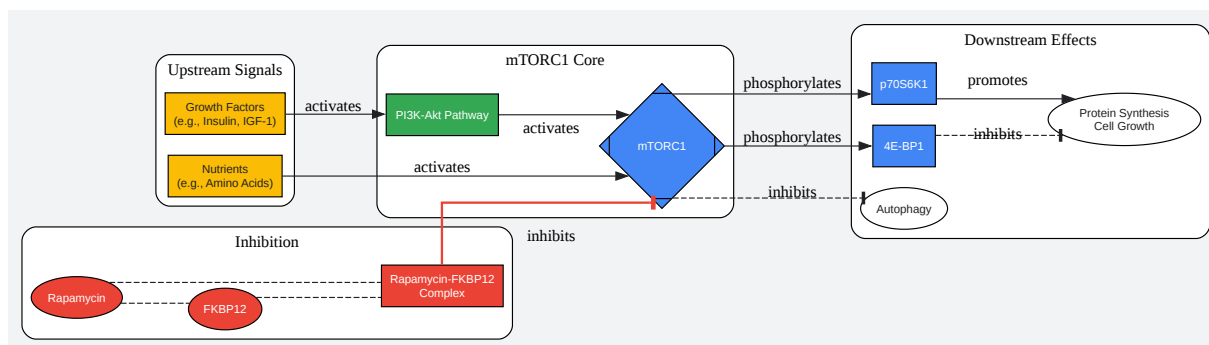 Upstream Signals
Growth Factors
(e.g., Insulin, IGF-1)
Nutrients
(e.g., Amino Acids)
activates
activates
mTORC1 Core
PI3K-Akt Pathway
activates
mTORC1
phosphorylates
phosphorylates
inhibits
Downstream Effects
p70S6K1
promotes
4E-BP1
inhibits
Protein Synthesis
Cell Growth
Autophagy
Inhibition
Rapamycin
FKBP12
Rapamycin-FKBP12
Complex
inhibits